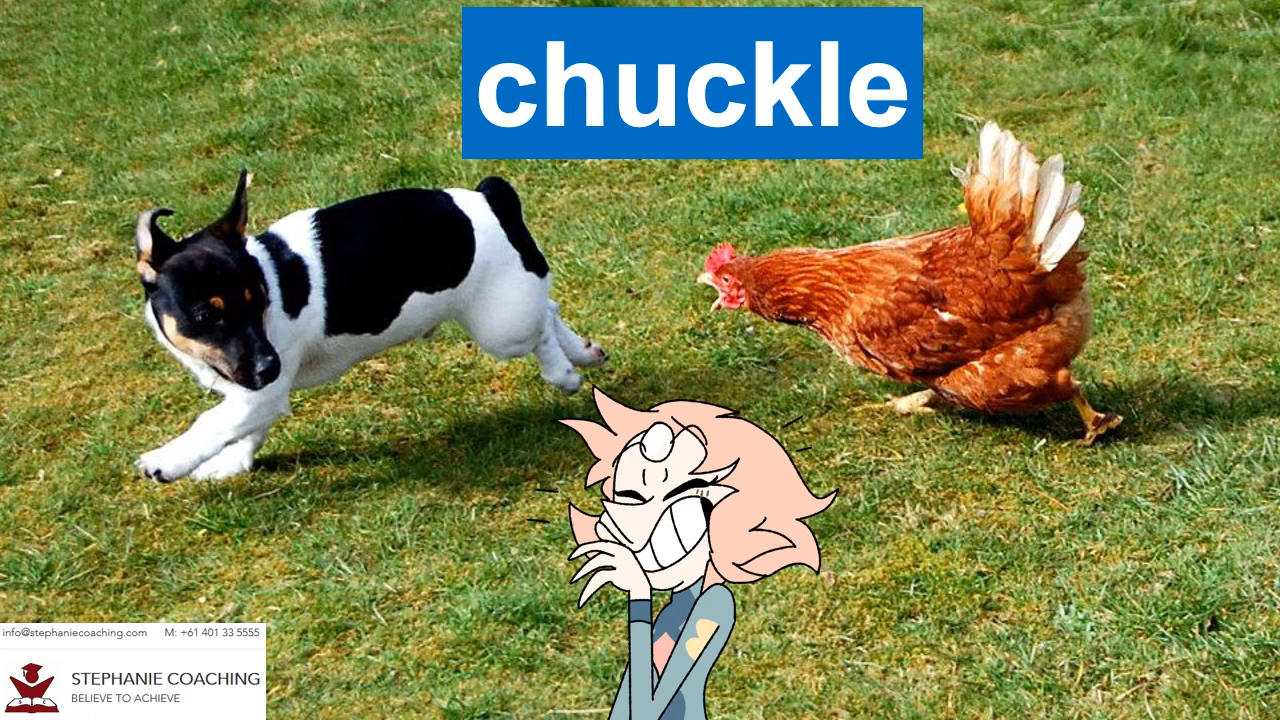 chuckle
info@stephaniecoaching.com M: +61 401 33 5555
STEPHANIE COACHING
BELIEVE TO ACHIEVE